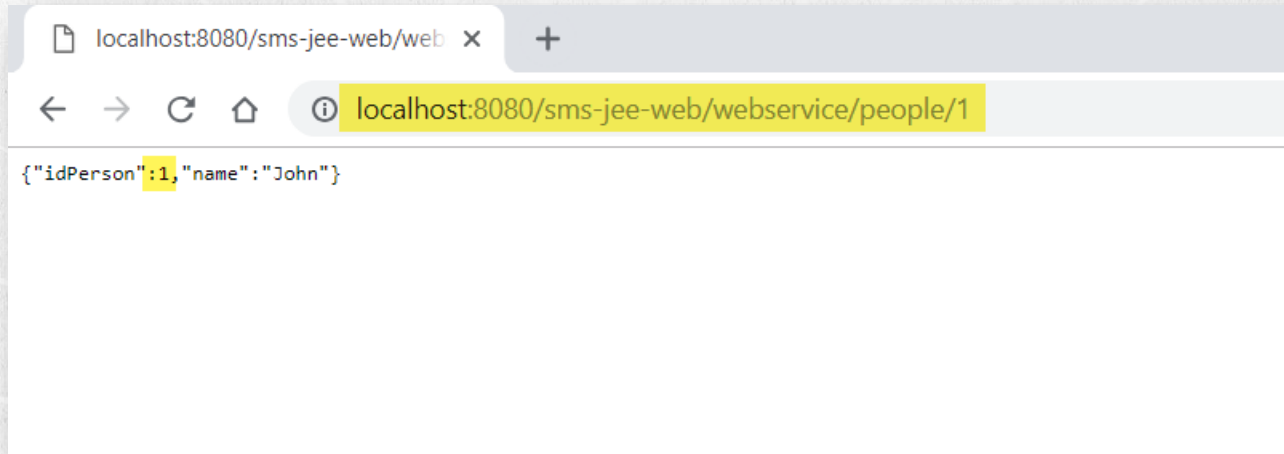 localhost:8080/sms-jee-web/web
localhost:8080/sms-jee-web/webservice/people/1
{"idPerson":1,"name":"John"}